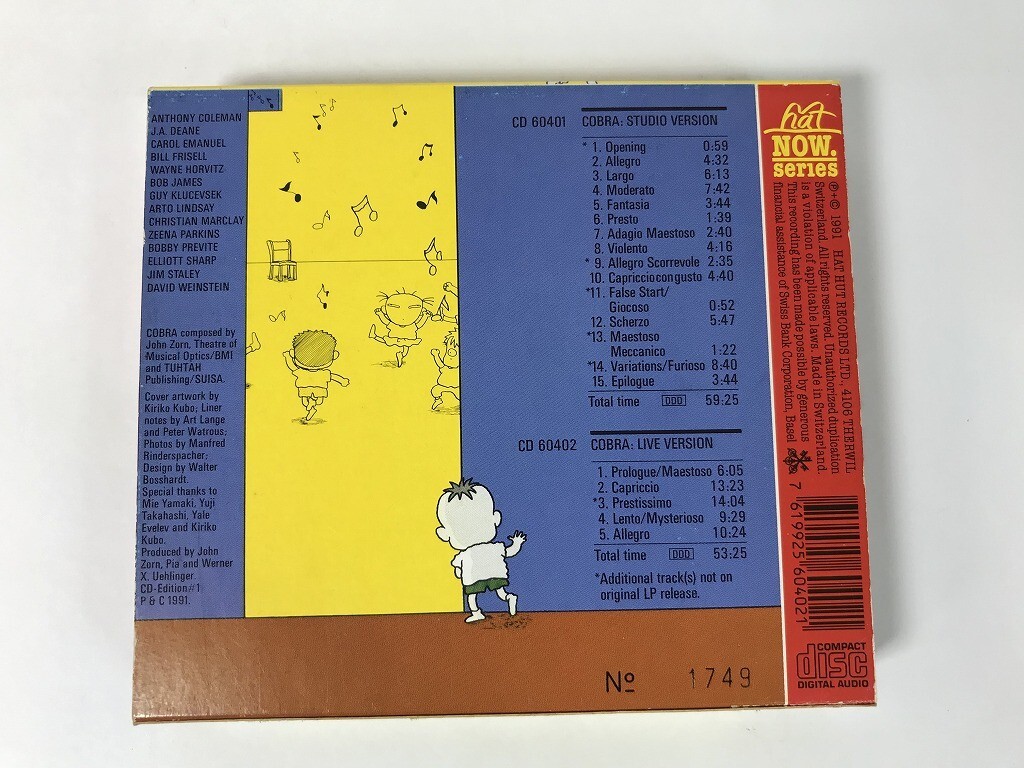 ANTHONY COLEMAN
J.A. DEANE
CAROL EMANUEL
BILL FRISELL
WAYNE HORVITZ
BOB JAMES
GUY KLUCEVSEK
ARTO LINDSAY
CHRISTIAN MARCLAY
ZEENA PARKINS
BOBBY PREVITE
ELLIOTT SHARP
JIM STALEY
DAVID WEINSTEIN
COBRA composed by
John Zorn, Theatre of
Musical Optics/BMI
and TUHTAH
Publishing/SUISA.
Cover artwork by
Kiriko Kubo; Liner
notes by Art Lange
and Peter Watrous;
Photos by Manfred
Rinderspacher;
Design by Walter
Bosshardt.
Special thanks to
Mie Yamaki, Yuji
Takahashi, Yale
Evelev and Kiriko
Kubo.
Produced by John
Zorn, Pia and Werner
X. Uehlinger
CD-Edition #1
P & C 1991.
CD 60401 COBRA: STUDIO VERSION
* 1. Opening 0:59
2. Allegro 4:32
3. Largo 6:13
4. Moderato 7:42
5. Fantasia 3:44
6. Presto 1:39
7. Adagio Maestoso 2:40
8. Violento 4:16
* 9. Allegro Scorrevole 2:35
10. Capriccio con gusto 4:40
*11. False Start/
Giocoso 0:52
12. Scherzo 5:47
*13. Maestoso
Meccanico 1:22
*14. Variations/Furioso 8:40
15. Epilogue 3:44
Total time DDD 59:25
CD 60402 COBRA: LIVE VERSION
1. Prologue/Maestoso 6:05
2. Capriccio 13:23
*3. Prestissimo 14:04
4. Lento/Mysterioso 9:29
5. Allegro 10:24
Total time DDD 53:25
*Additional track(s) not on
original LP release.
Nº 1749
hat
NOW.
series
℗+© 1991 HAT HUT RECORDS LTD., 4106 THERWIL
Switzerland. All rights reserved. Unauthorized duplication
is a violation of applicable laws. Made in Switzerland.
This recording has been made possible by generous
financial assistance of Swiss Bank Corporation, Basel
7 619925 604021
COMPACT
disc
DIGITAL AUDIO